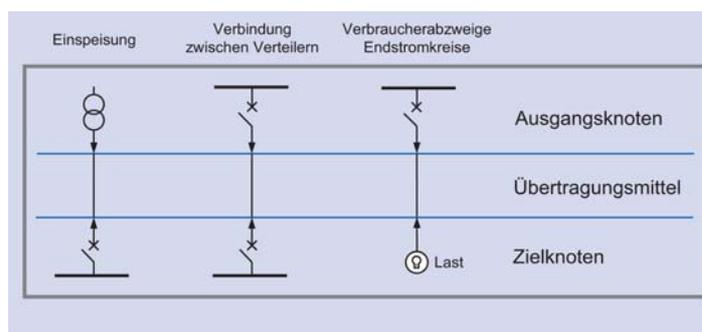 Einspeisung
Verbindung
zwischen Verteilern
Verbraucherabzweige
Endstromkreise
Ausgangsknoten
Übertragungsmittel
Last
Zielknoten